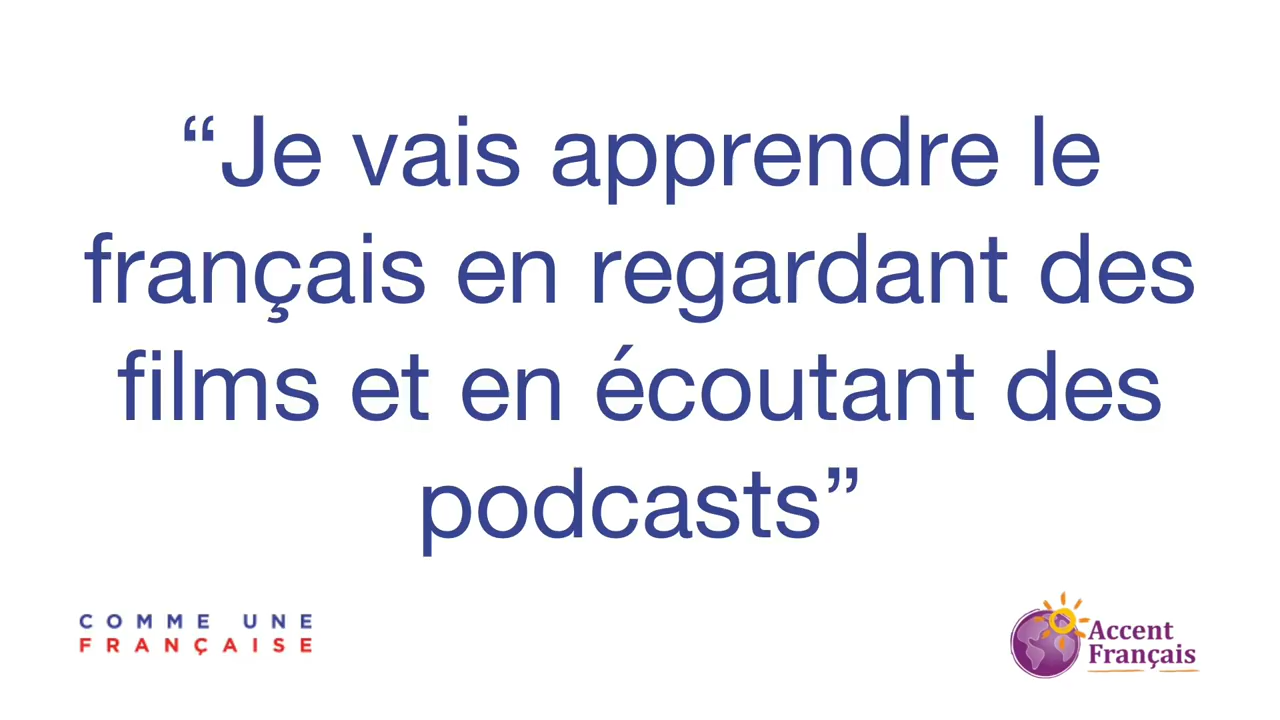 “Je vais apprendre le
français en regardant des
films et en écoutant des
podcasts”
COMME UNE
FRANÇAISE
Accent
Français